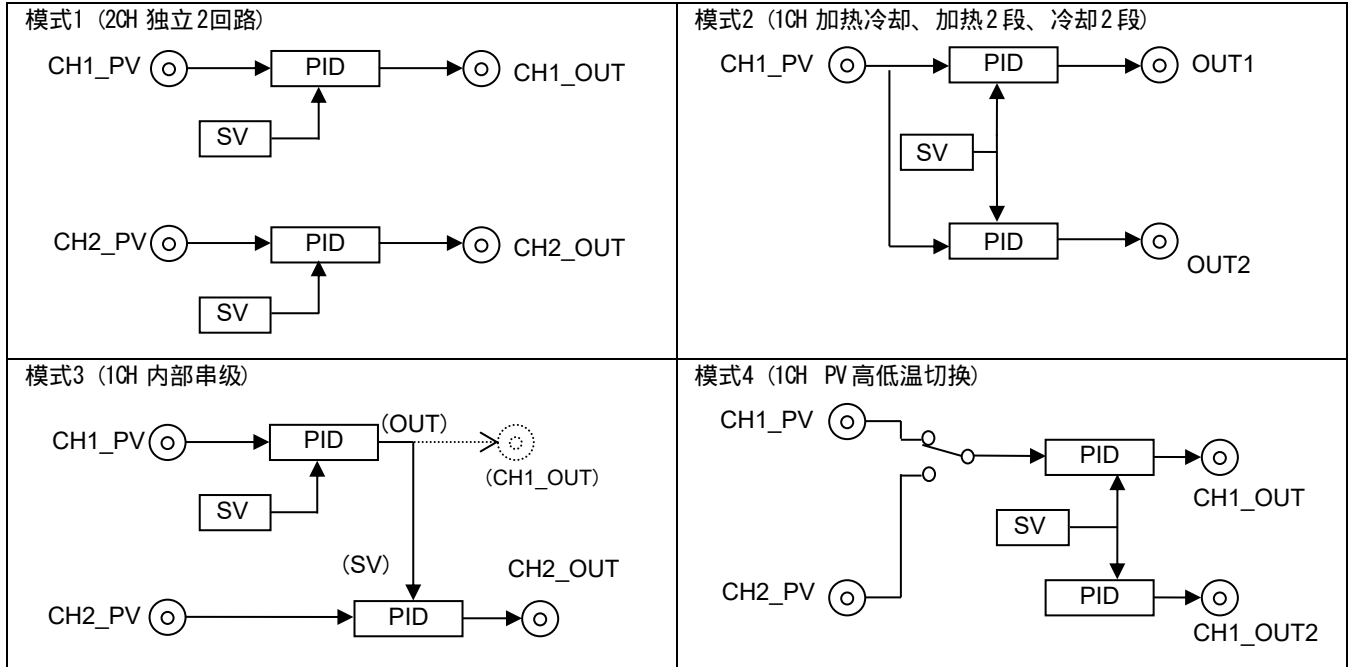 模式1 (2CH 独立2回路)
CH1_PV
PID
CH1_OUT
SV
CH2_PV
PID
CH2_OUT
SV
模式2 (1CH 加热冷却、加热2段、冷却2段)
CH1_PV
PID
OUT1
SV
PID
OUT2
模式3 (1CH 内部串级)
CH1_PV
PID
(OUT)
(CH1_OUT)
SV
(SV)
CH2_OUT
CH2_PV
PID
模式4 (1CH PV高低温切换)
CH1_PV
PID
CH1_OUT
SV
CH2_PV
PID
CH1_OUT2